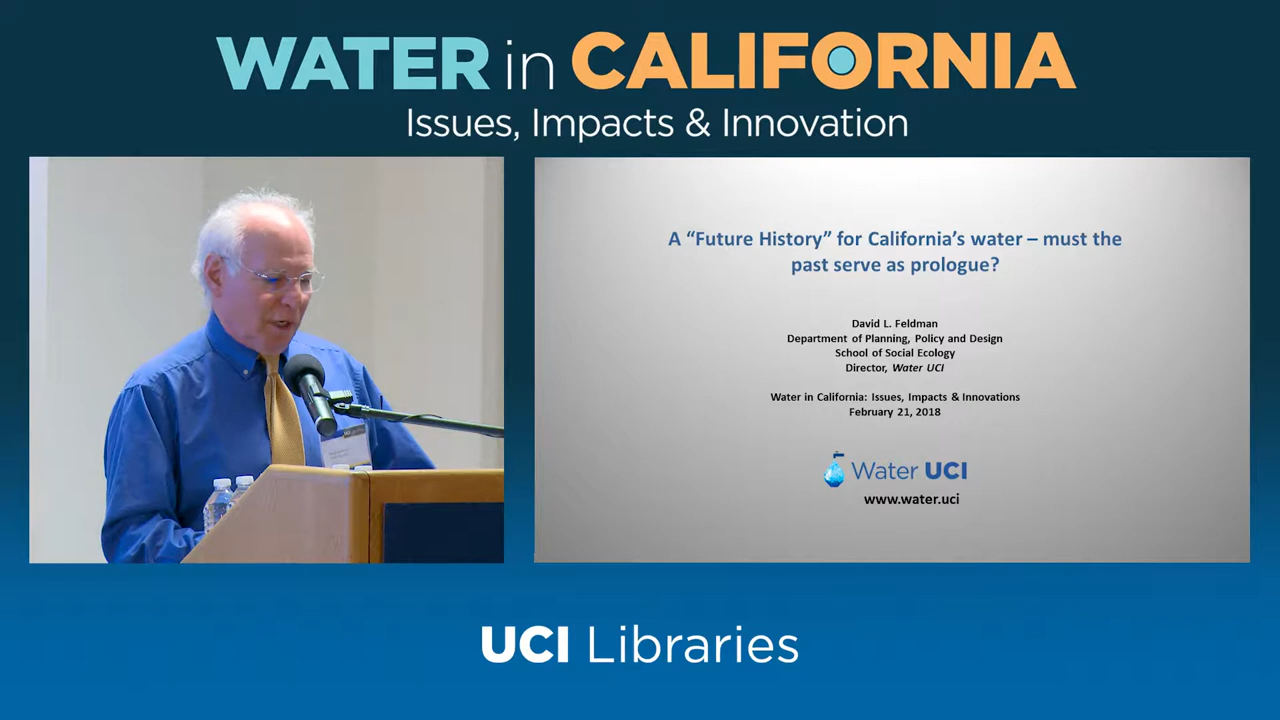 WATER in CALIFORNIA
Issues, Impacts & Innovation
A “Future History” for California’s water – must the
past serve as prologue?
David L. Feldman
Department of Planning, Policy and Design
School of Social Ecology
Director, Water UCI
Water in California: Issues, Impacts & Innovations
February 21, 2018
Water UCI
www.water.uci
UCI Libraries